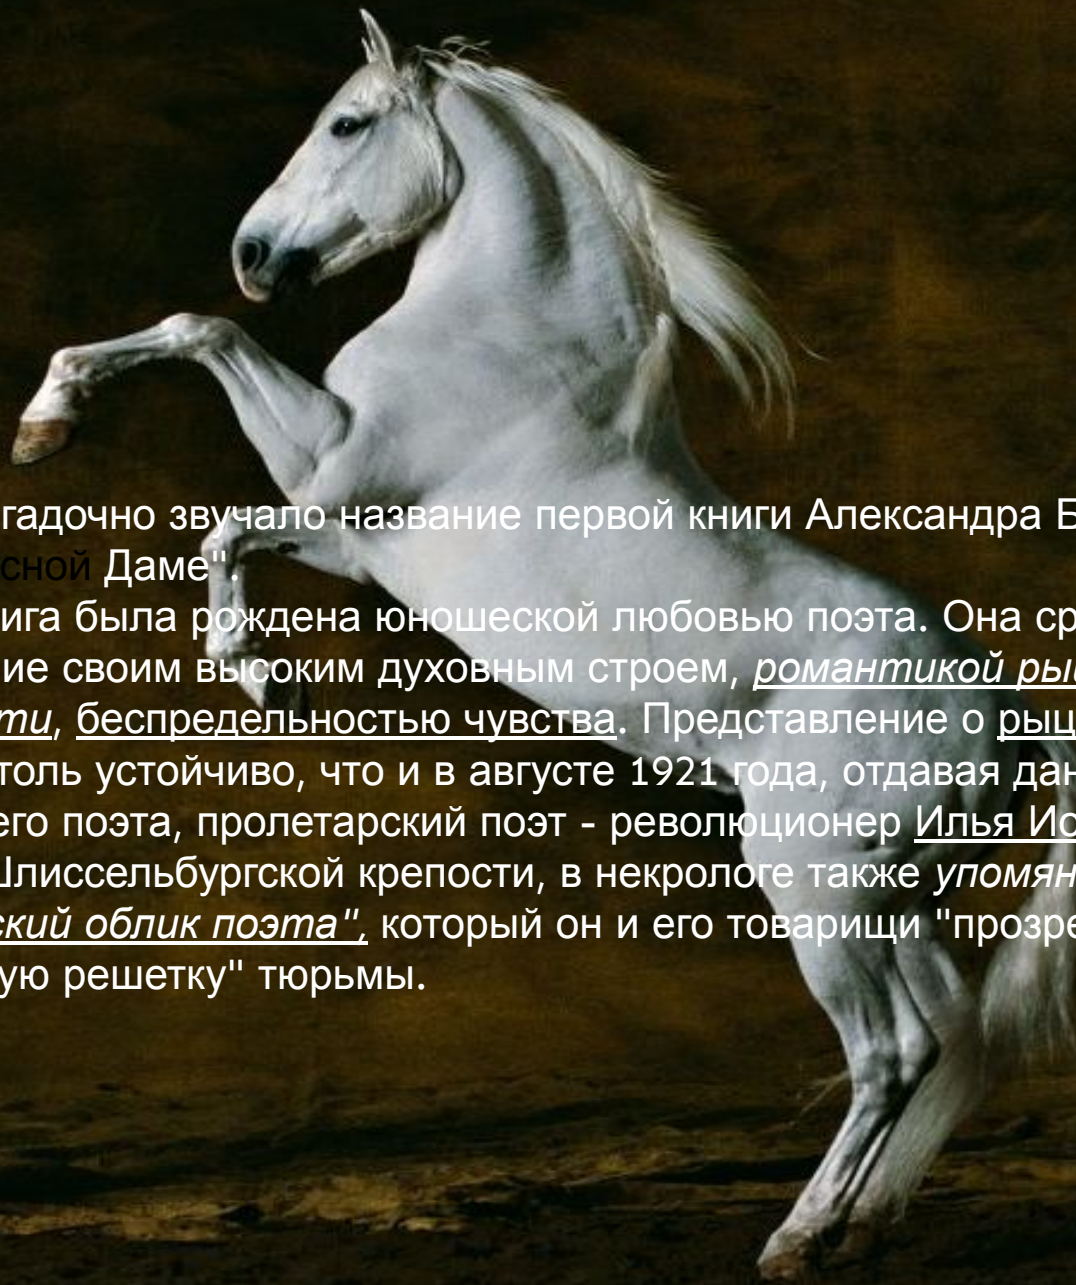 гадочно звучало название первой книги Александра Б
сной Даме".
ига была рождена юношеской любовью поэта. Она ср
ие своим высоким духовным строем, романтикой ры
ти, беспредельностью чувства. Представление о рыц
толь устойчиво, что и в августе 1921 года, отдавая дан
его поэта, пролетарский поэт - революционер Илья Ио
Шлиссельбургской крепости, в некрологе также упомян
ский облик поэта", который он и его товарищи "прозре
ую решетку" тюрьмы.